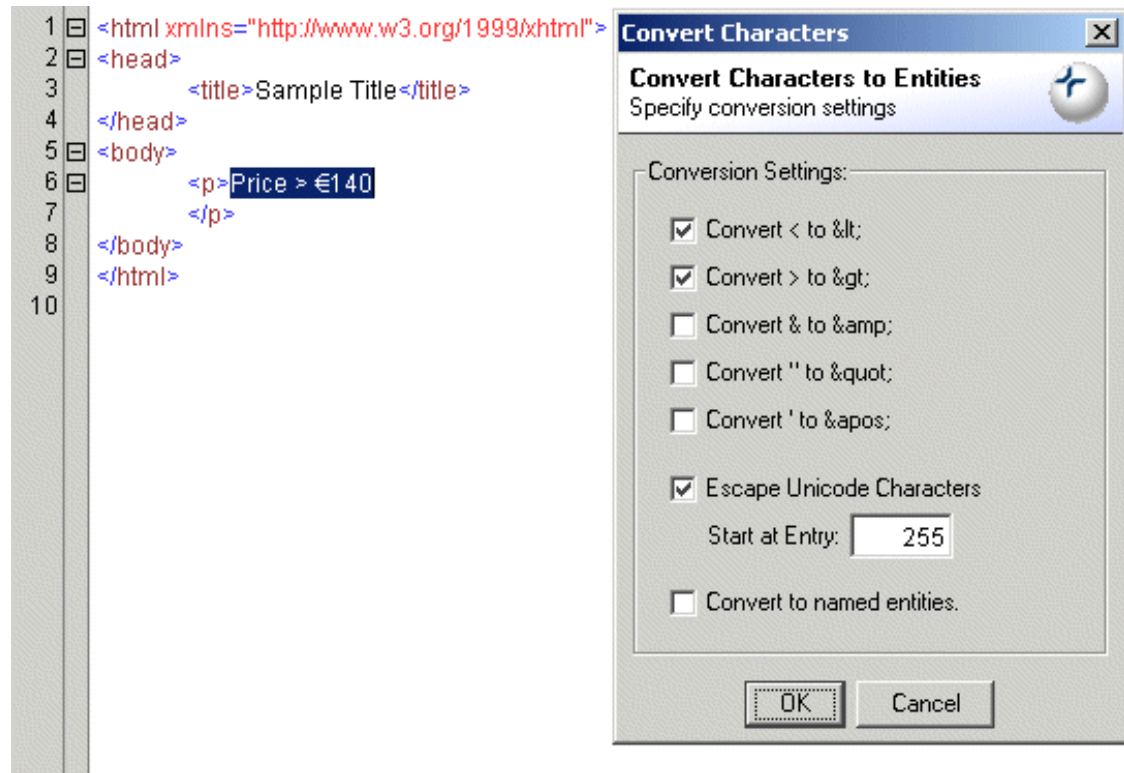 1 <html xmlns="http://www.w3.org/1999/xhtml">
2 <head>
3 <title>Sample Title</title>
4 </head>
5 <body>
6 <p>Price > €140
7 </p>
8 </body>
9 </html>
10
Convert Characters
Convert Characters to Entities
Specify conversion settings
Conversion Settings:
Convert < to &lt;
Convert > to &gt;
Convert & to &amp;
Convert " to &quot;
Convert ' to &apos;
Escape Unicode Characters
Start at Entry: 255
Convert to named entities.
OK Cancel